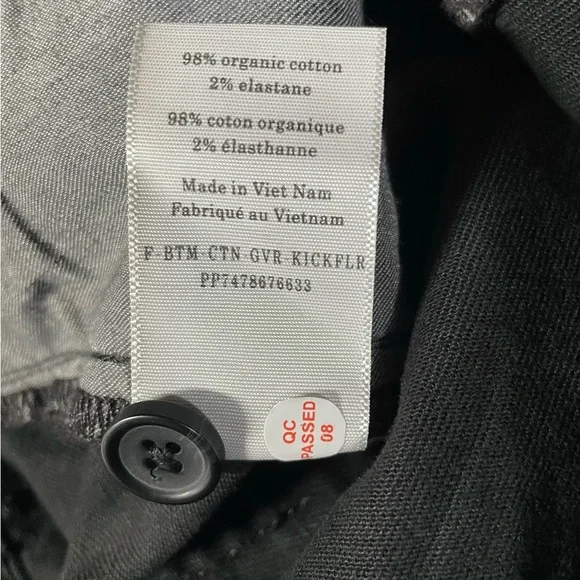 98% organic cotton
2% elastane
98% coton organique
2% élasthanne
Made in Viet Nam
Fabriqué au Vietnam
F-BTM-CTN-GVR-KICKFLR
PP7478676633
QC
PASSED
08